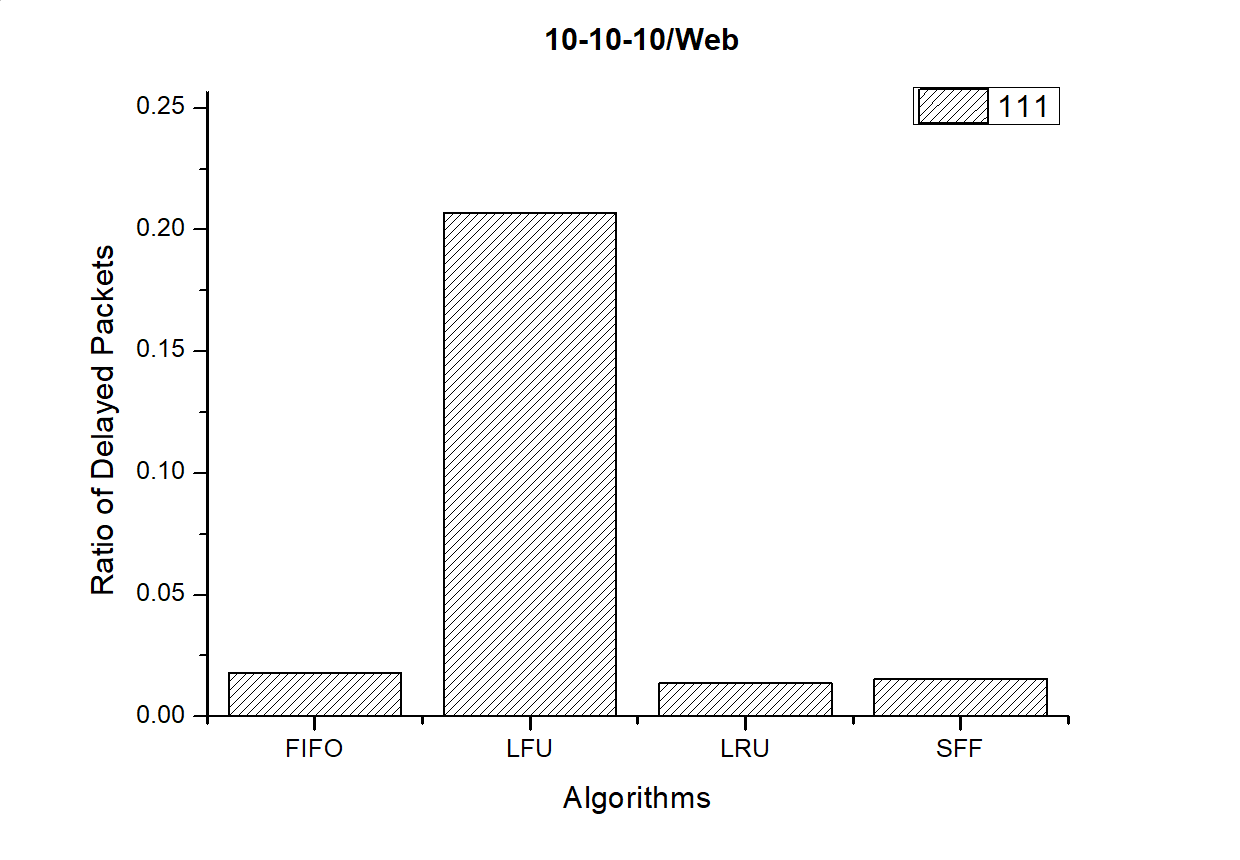 10-10-10/Web
111
0.25
0.20
0.15
0.10
0.05
0.00
Ratio of Delayed Packets
FIFO LFU LRU SFF
Algorithms